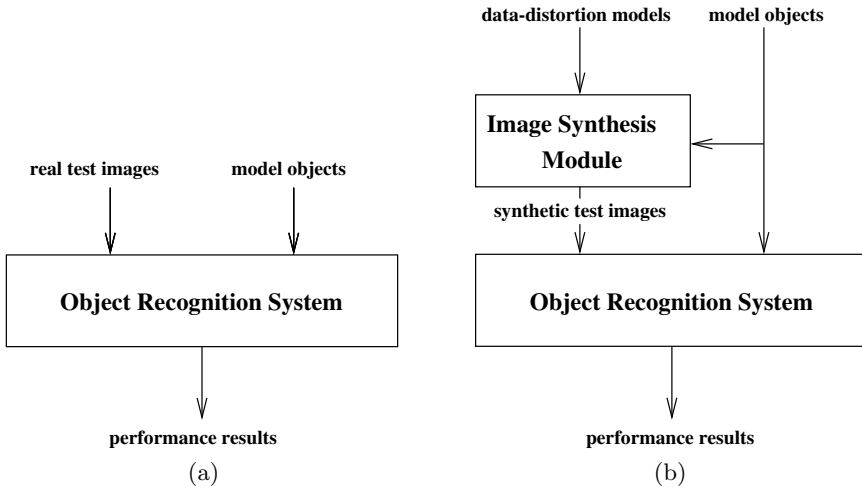 real test images
model objects
Object Recognition System
performance results
(a)
data-distortion models
model objects
Image Synthesis
Module
synthetic test images
Object Recognition System
performance results
(b)